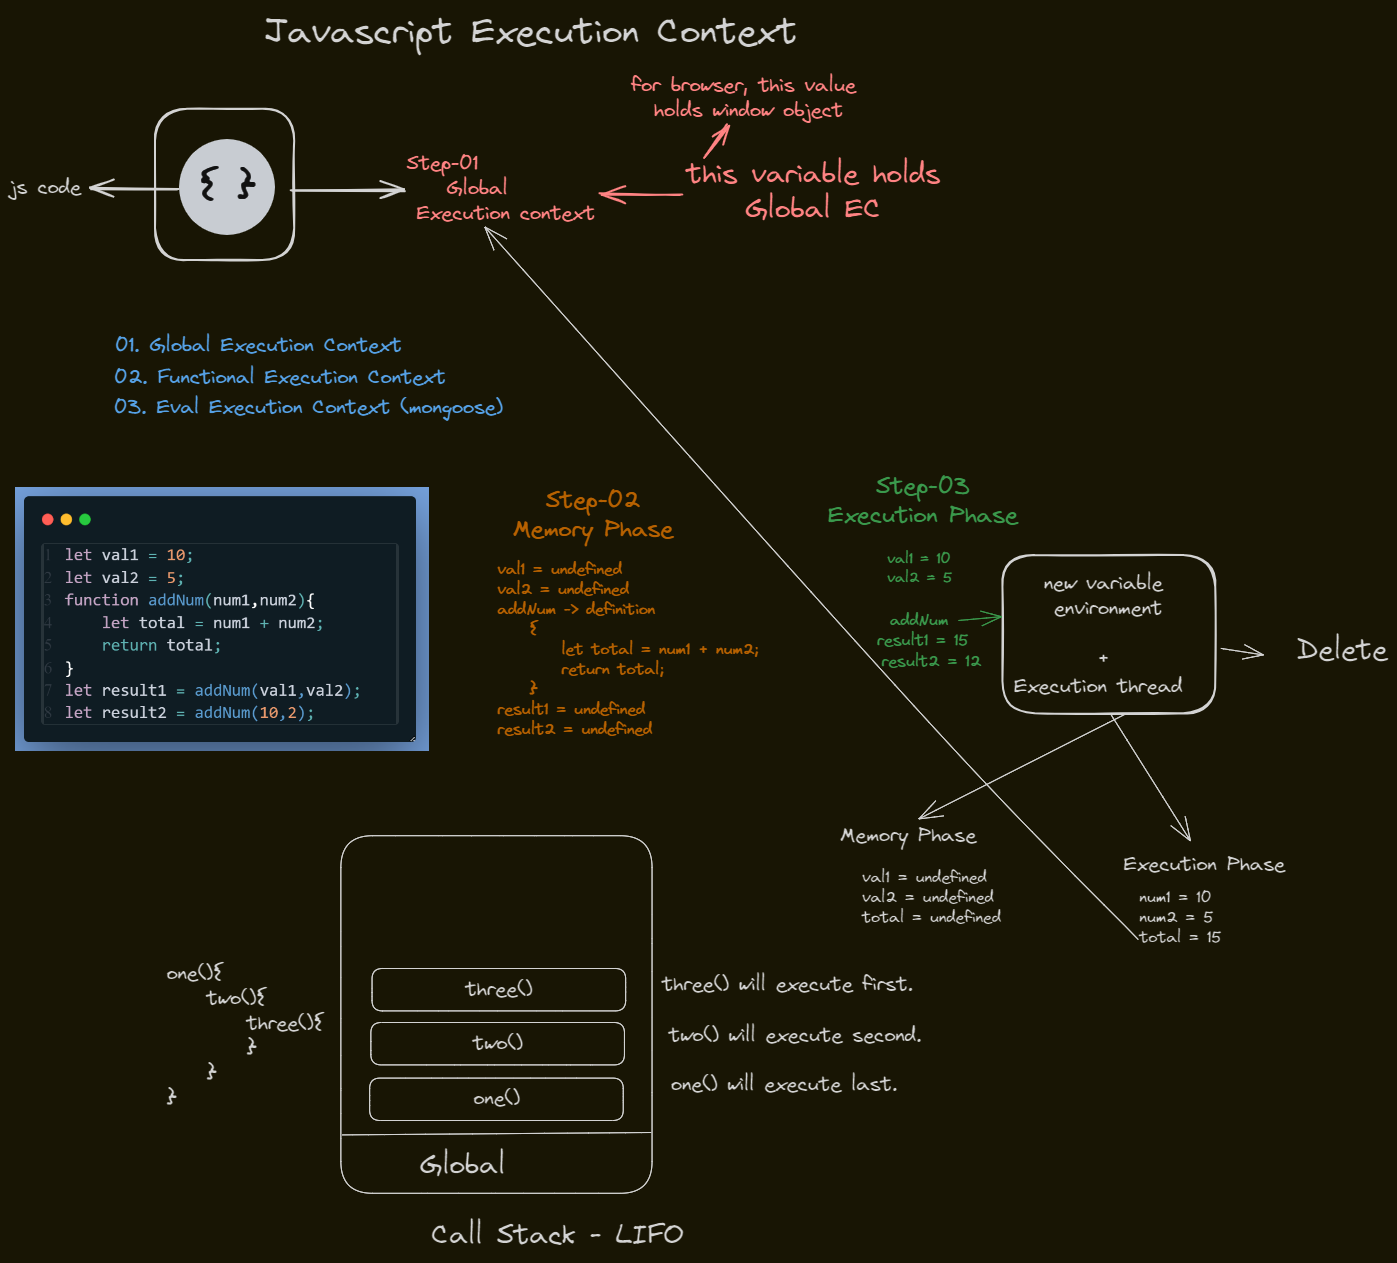 Javascript Execution Context
for browser, this value
holds window object
js code
{ }
Step-01
Global
Execution context
this variable holds
Global EC
01. Global Execution Context
02. Functional Execution Context
03. Eval Execution Context (mongoose)
1 let val1 = 10;
2 let val2 = 5;
3 function addNum(num1,num2){
4 let total = num1 + num2;
5 return total;
6 }
7 let result1 = addNum(val1,val2);
8 let result2 = addNum(10,2);
Step-02
Memory Phase
val1 = undefined
val2 = undefined
addNum -> definition
{
let total = num1 + num2;
return total;
}
result1 = undefined
result2 = undefined
Step-03
Execution Phase
val1 = 10
val2 = 5
addNum
result1 = 15
result2 = 12
new variable
environment
+
Execution thread
Delete
Memory Phase
val1 = undefined
val2 = undefined
total = undefined
Execution Phase
num1 = 10
num2 = 5
total = 15
one(){
two(){
three(){
}
}
}
three()
two()
one()
Global
three() will execute first.
two() will execute second.
one() will execute last.
Call Stack - LIFO